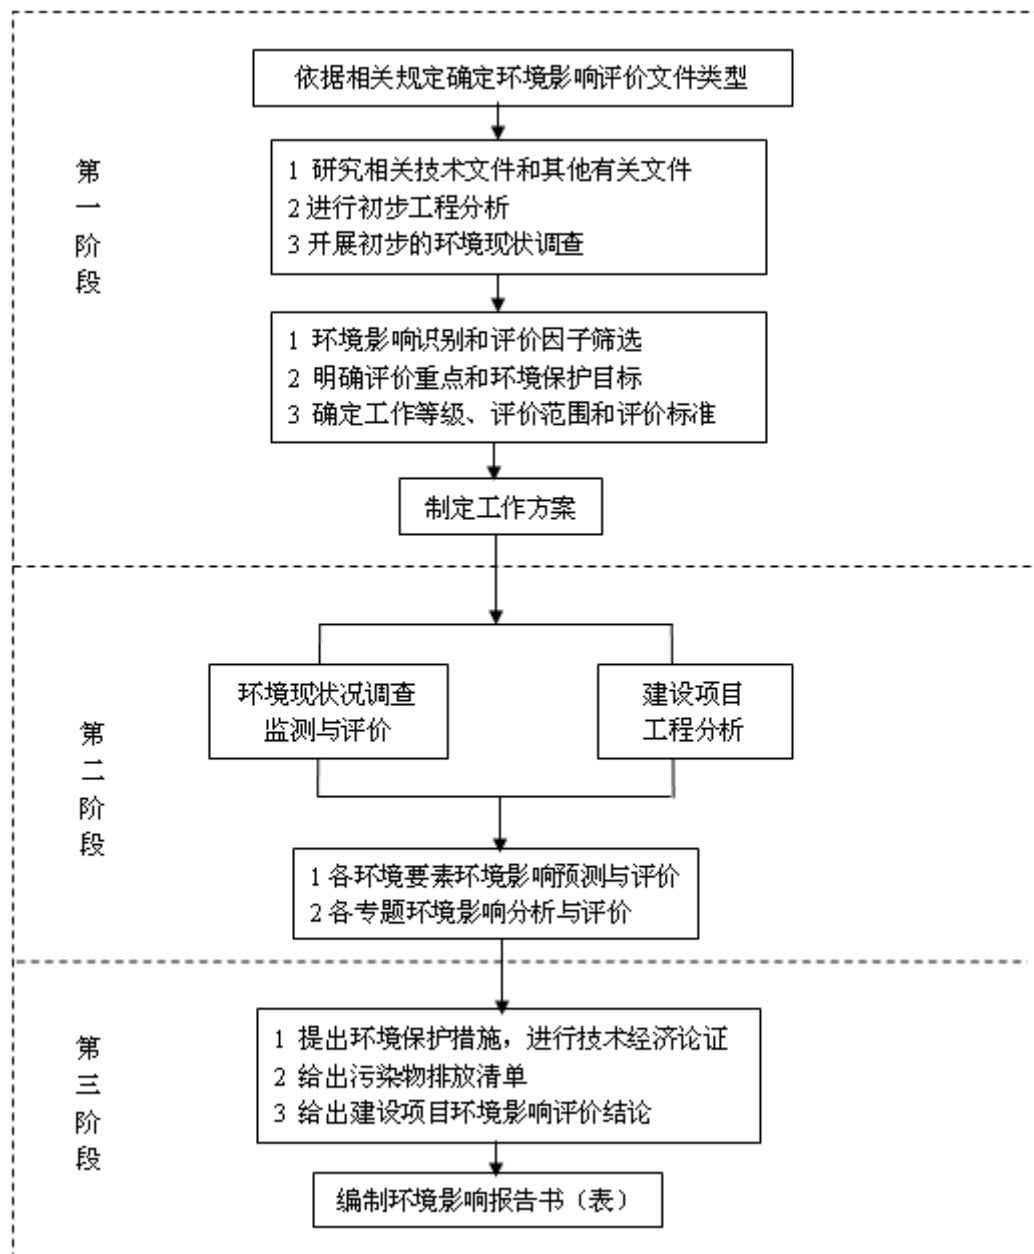 依据相关规定确定环境影响评价文件类型
第一阶段
1 研究相关技术文件和其他有关文件
2 进行初步工程分析
3 开展初步的环境现状调查
1 环境影响识别和评价因子筛选
2 明确评价重点和环境保护目标
3 确定工作等级、评价范围和评价标准
制定工作方案
第二阶段
环境现状况调查
监测与评价
建设项目
工程分析
1 各环境要素环境影响预测与评价
2 各专题环境影响分析与评价
第三阶段
1 提出环境保护措施，进行技术经济论证
2 给出污染物排放清单
3 给出建设项目环境影响评价结论
编制环境影响报告书（表）